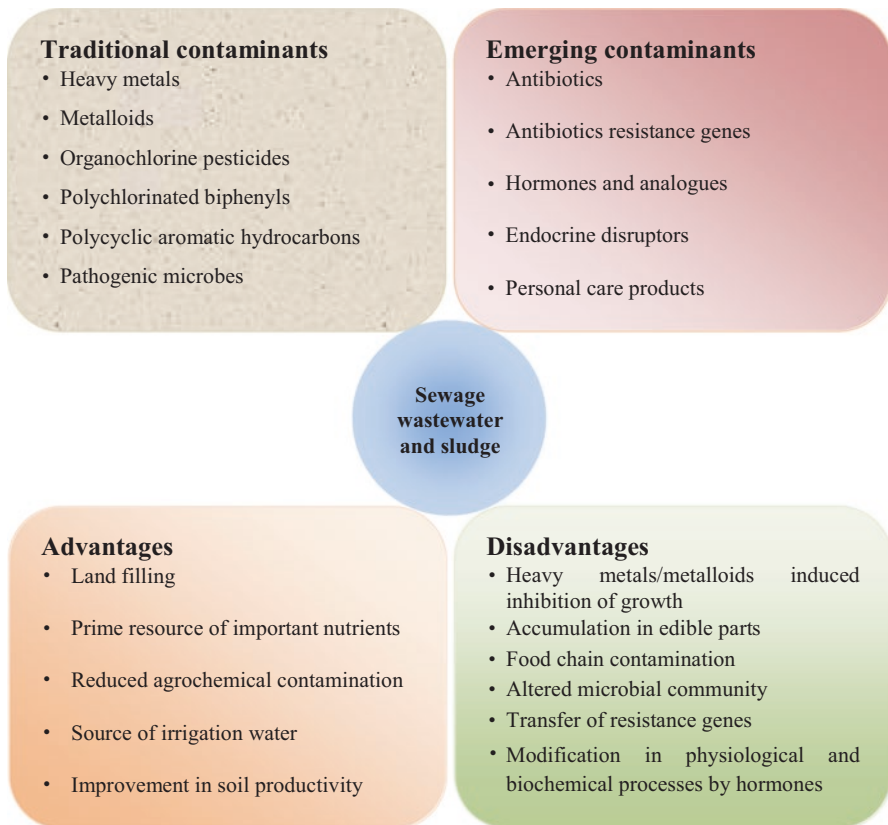 Traditional contaminants
• Heavy metals
• Metalloids
• Organochlorine pesticides
• Polychlorinated biphenyls
• Polycyclic aromatic hydrocarbons
• Pathogenic microbes
Emerging contaminants
• Antibiotics
• Antibiotics resistance genes
• Hormones and analogues
• Endocrine disruptors
• Personal care products
Sewage
wastewater
and sludge
Advantages
• Land filling
• Prime resource of important nutrients
• Reduced agrochemical contamination
• Source of irrigation water
• Improvement in soil productivity
Disadvantages
• Heavy metals/metalloids induced
inhibition of growth
• Accumulation in edible parts
• Food chain contamination
• Altered microbial community
• Transfer of resistance genes
• Modification in physiological and
biochemical processes by hormones